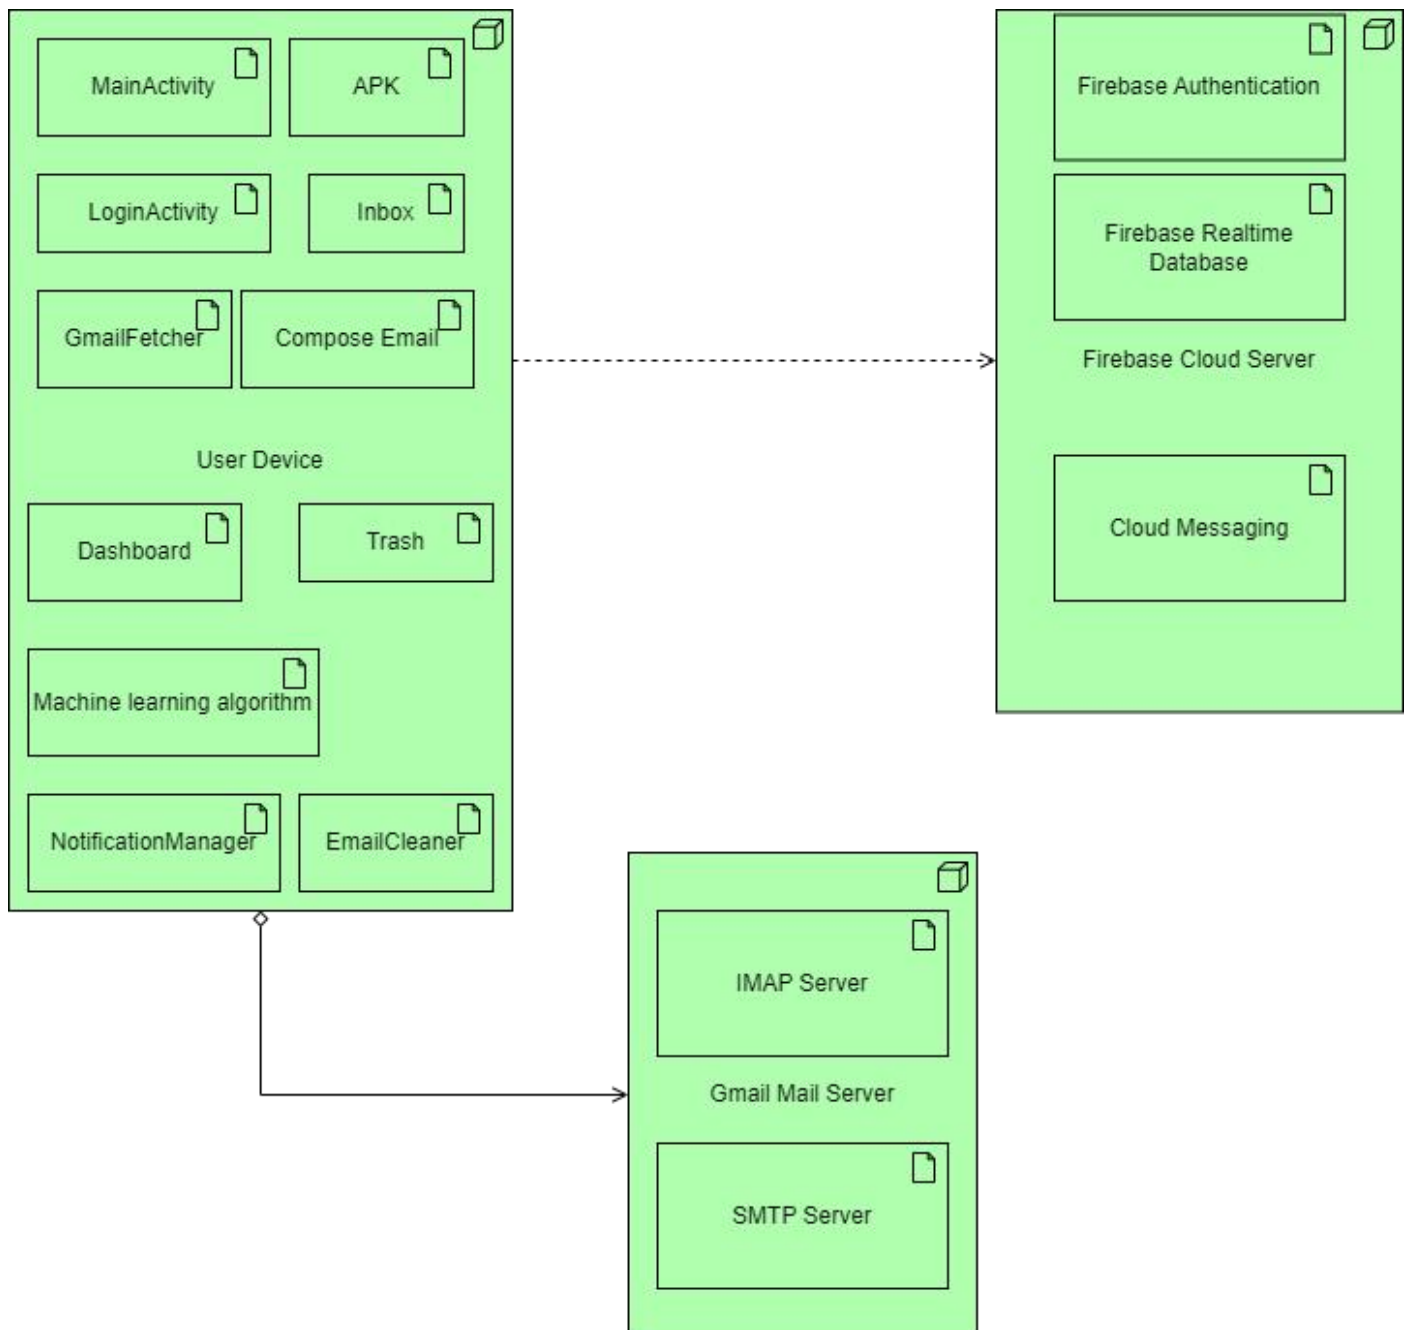 MainActivity
APK
LoginActivity
Inbox
GmailFetcher
Compose Email
User Device
Dashboard
Trash
Machine learning algorithm
NotificationManager
EmailCleaner
Firebase Authentication
Firebase Realtime
Database
Firebase Cloud Server
Cloud Messaging
IMAP Server
Gmail Mail Server
SMTP Server